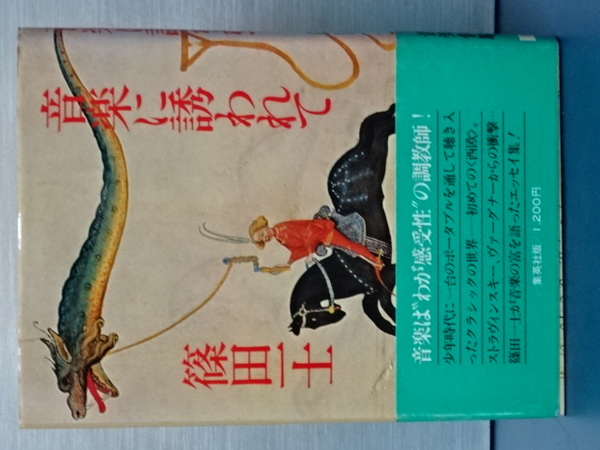 音楽に誘われて
篠田一士
音楽は"わが感受性"の調教師！
少年時代に一台のポータブルを通して聴き入
ったクラシックの世界——初めての〈西欧〉。
ストラヴィンスキー、ヴァーグナーからの衝撃——
篠田一士が音楽の富を語ったエッセイ集！
集英社版 1,200円